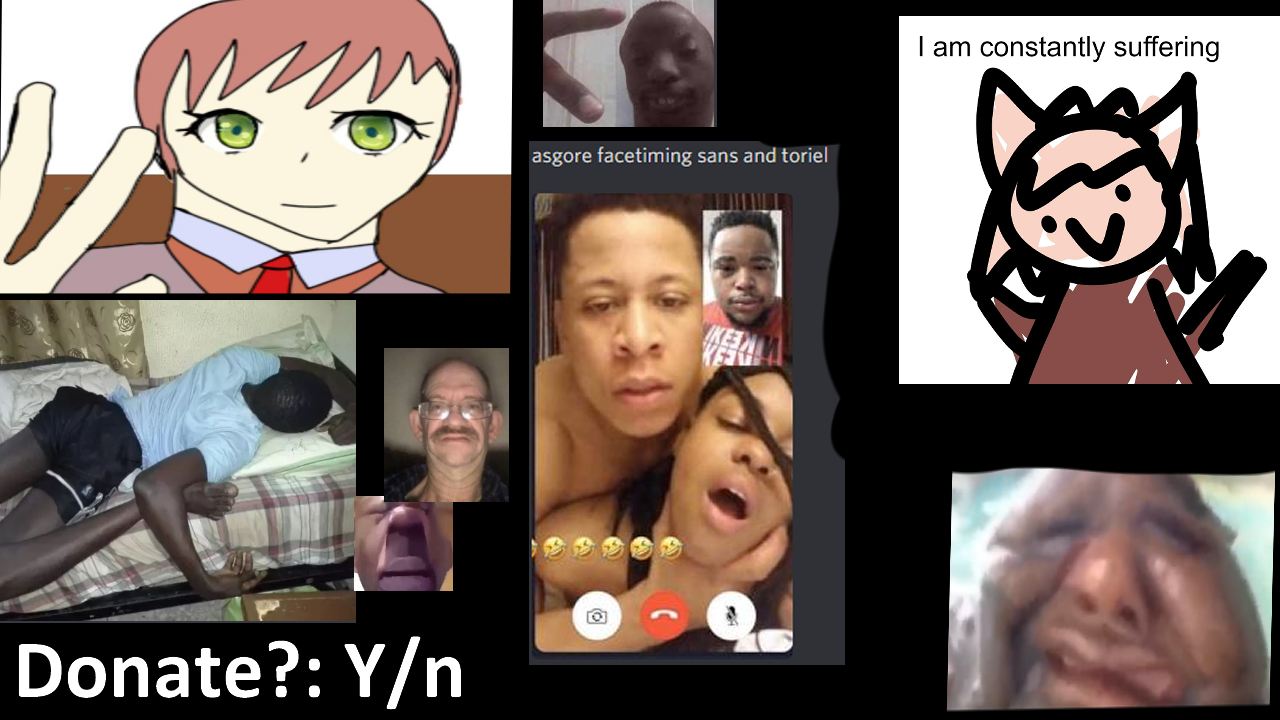 I am constantly suffering
asgore facetiming sans and toriel
Donate?: Y/n